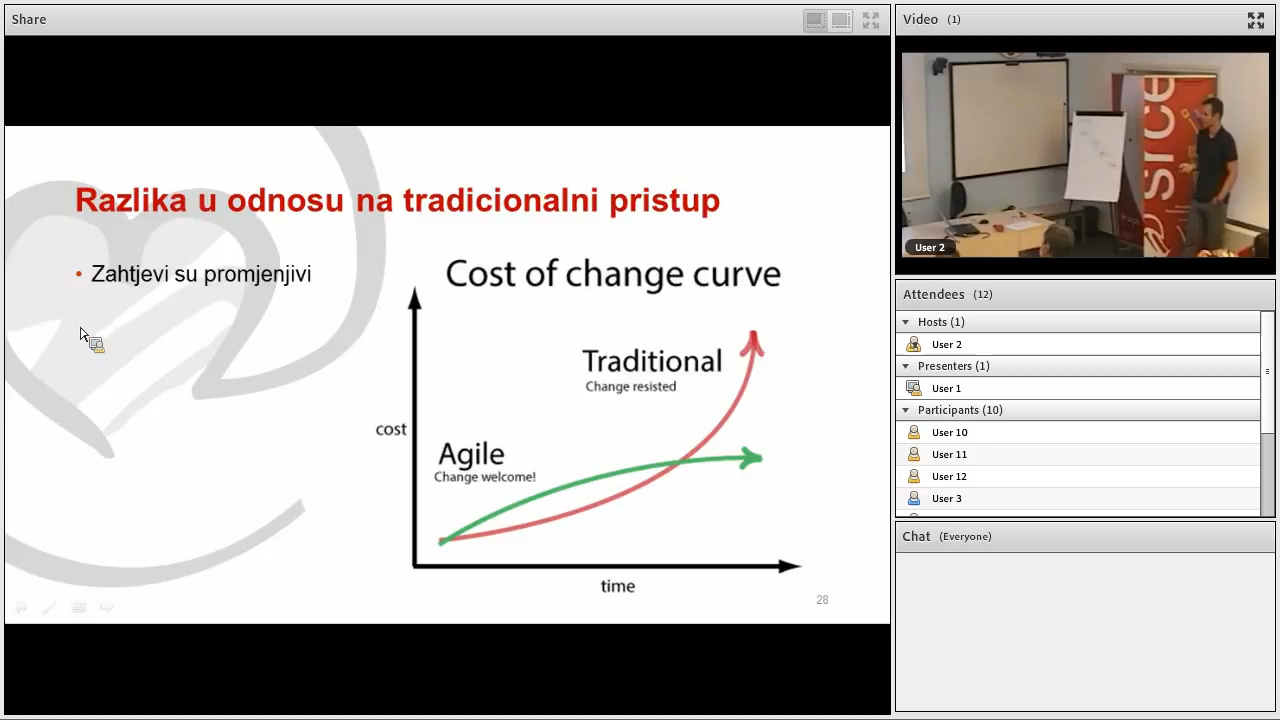 Share
Razlika u odnosu na tradicionalni pristup
• Zahtjevi su promjenjivi
Cost of change curve
Traditional
Change resisted
cost
Agile
Change welcome!
time
28
Video (1)
srce
User 2
Attendees (12)
Hosts (1)
User 2
Presenters (1)
User 1
Participants (10)
User 10
User 11
User 12
User 3
Chat (Everyone)